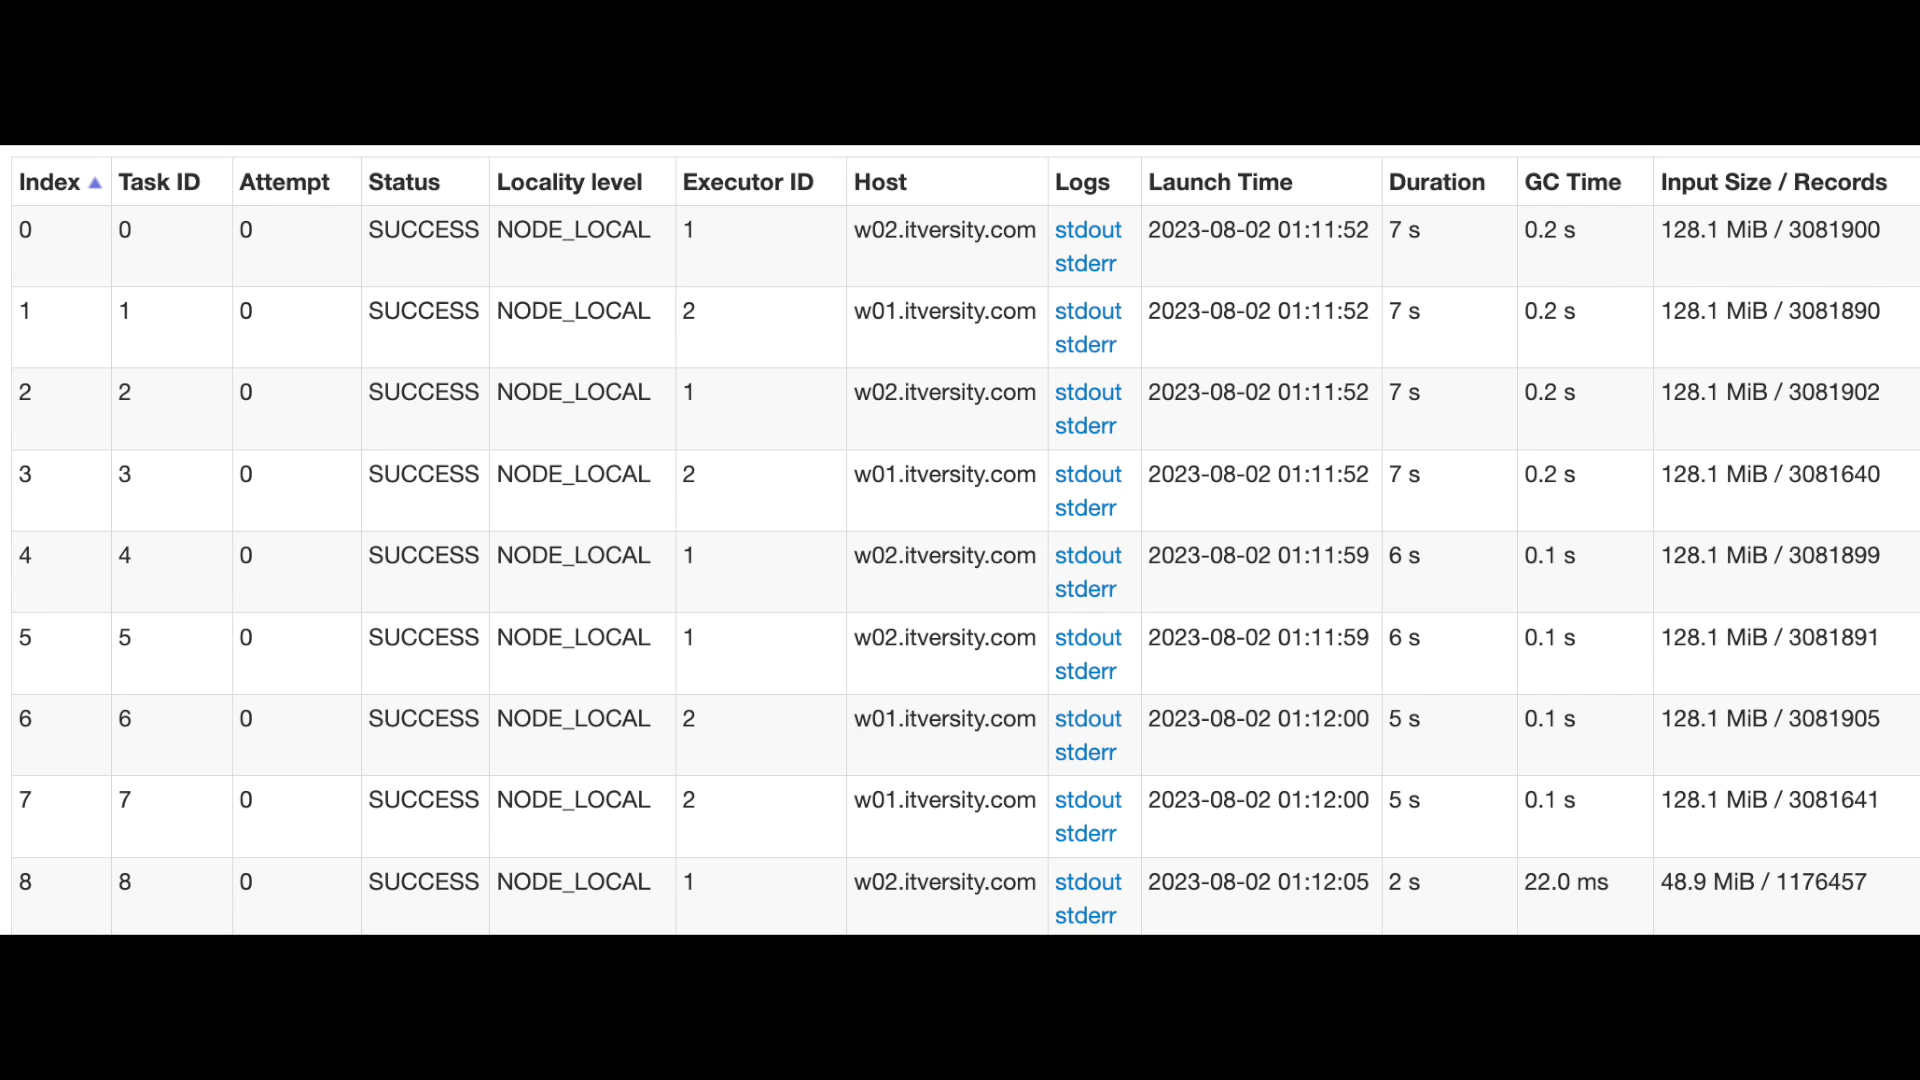 Index Task ID Attempt Status Locality level Executor ID Host Logs Launch Time Duration GC Time Input Size / Records
0 0 0 SUCCESS NODE_LOCAL 1 w02.itversity.com stdout 2023-08-02 01:11:52 7 s 0.2 s 128.1 MiB / 3081900
stderr
1 1 0 SUCCESS NODE_LOCAL 2 w01.itversity.com stdout 2023-08-02 01:11:52 7 s 0.2 s 128.1 MiB / 3081890
stderr
2 2 0 SUCCESS NODE_LOCAL 1 w02.itversity.com stdout 2023-08-02 01:11:52 7 s 0.2 s 128.1 MiB / 3081902
stderr
3 3 0 SUCCESS NODE_LOCAL 2 w01.itversity.com stdout 2023-08-02 01:11:52 7 s 0.2 s 128.1 MiB / 3081640
stderr
4 4 0 SUCCESS NODE_LOCAL 1 w02.itversity.com stdout 2023-08-02 01:11:59 6 s 0.1 s 128.1 MiB / 3081899
stderr
5 5 0 SUCCESS NODE_LOCAL 1 w02.itversity.com stdout 2023-08-02 01:11:59 6 s 0.1 s 128.1 MiB / 3081891
stderr
6 6 0 SUCCESS NODE_LOCAL 2 w01.itversity.com stdout 2023-08-02 01:12:00 5 s 0.1 s 128.1 MiB / 3081905
stderr
7 7 0 SUCCESS NODE_LOCAL 2 w01.itversity.com stdout 2023-08-02 01:12:00 5 s 0.1 s 128.1 MiB / 3081641
stderr
8 8 0 SUCCESS NODE_LOCAL 1 w02.itversity.com stdout 2023-08-02 01:12:05 2 s 22.0 ms 48.9 MiB / 1176457
stderr